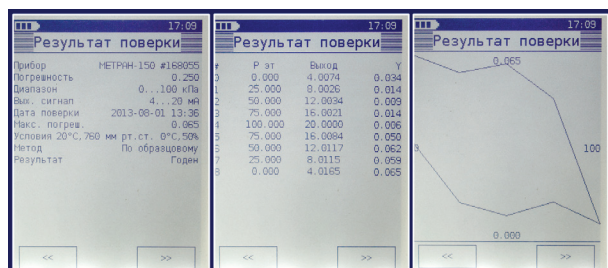 17:09
Результат поверки
Прибор МЕТРАН-150 #168055
Погрешность 0.250
Диапазон 0...100 кПа
Вых. сигнал 4...20 мА
Дата поверки 2013-08-01 13:36
Макс. погреш. 0.065
Условия 20°C,760 мм рт.ст. 0°C,50%
Метод По образцовому
Результат Годен
<< >>
17:09
Результат поверки
# P эт Выход Y
0 0.000 4.0074 0.034
1 25.000 8.0026 0.014
2 50.000 12.0034 0.009
3 75.000 16.0021 0.014
4 100.000 20.0000 0.006
5 75.000 16.0084 0.050
6 50.000 12.0117 0.062
7 25.000 8.0115 0.059
8 0.000 4.0165 0.065
<< >>
17:09
Результат поверки
0.065
0 100
0.000
<< >>